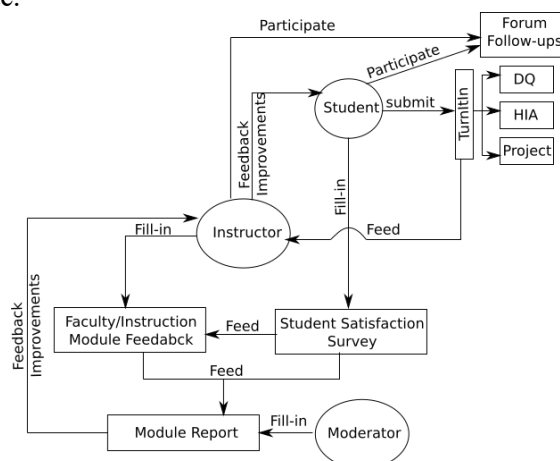 c.
Participate
Forum
Follow-ups
Participate
DQ
Student
submit
TurnItIn
HIA
Project
Feedback
Improvements
Fill-in
Instructor
Feed
Fill-in
Feedback
Improvements
Faculty/Instruction
Module Feedabck
Feed
Student Satisfaction
Survey
Feed
Module Report
Fill-in
Moderator